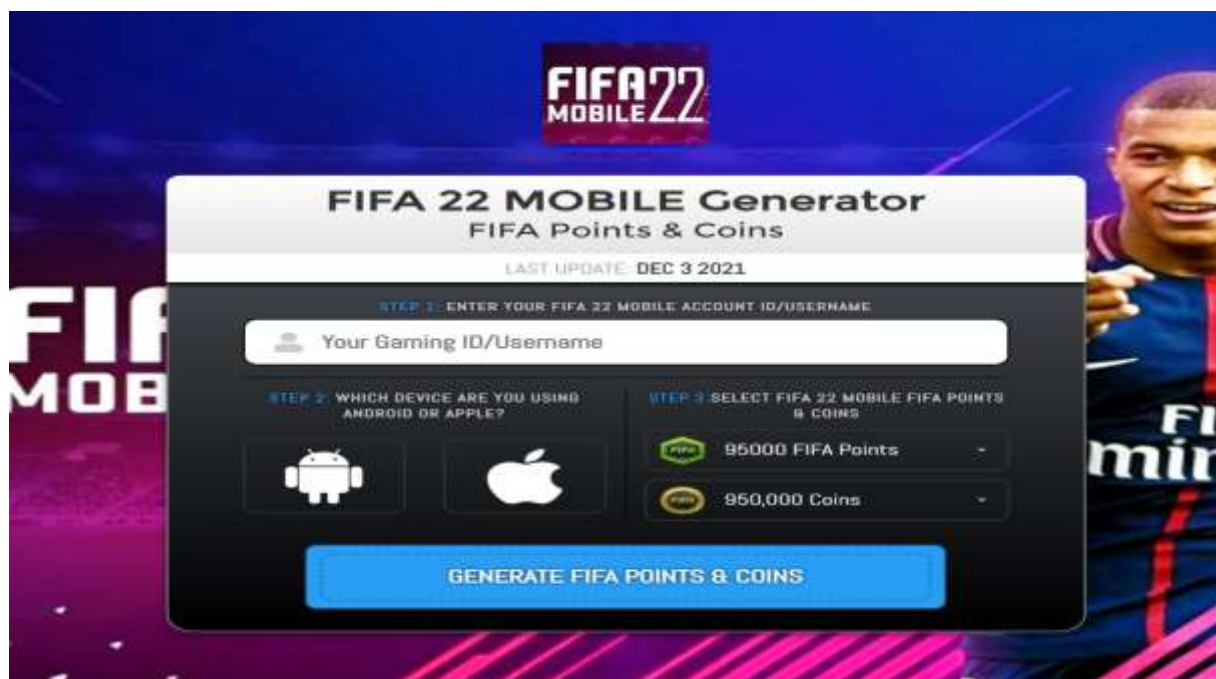 FIFA 22
MOBILE
FIFA 22 MOBILE Generator
FIFA Points & Coins
LAST UPDATE: DEC 3 2021
STEP 1: ENTER YOUR FIFA 22 MOBILE ACCOUNT ID/USERNAME
Your Gaming ID/Username
STEP 2: WHICH DEVICE ARE YOU USING
ANDROID OR APPLE?
STEP 3: SELECT FIFA 22 MOBILE FIFA POINTS
& COINS
FIFA 95000 FIFA Points
FIFA 950,000 Coins
GENERATE FIFA POINTS & COINS
FIF
MOB